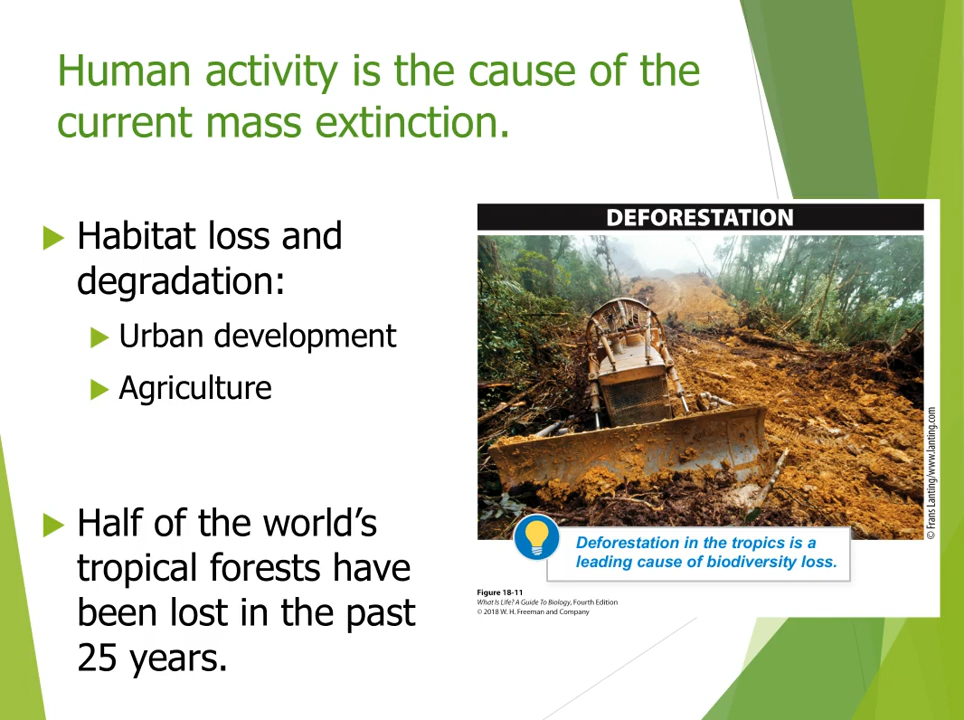 Human activity is the cause of the
current mass extinction.
Habitat loss and
degradation:
Urban development
Agriculture
Half of the world’s
tropical forests have
been lost in the past
25 years.
DEFORESTATION
© Frans Lanting/www.lanting.com
Deforestation in the tropics is a
leading cause of biodiversity loss.
Figure 18-11
What Is Life? A Guide To Biology, Fourth Edition
© 2018 W. H. Freeman and Company